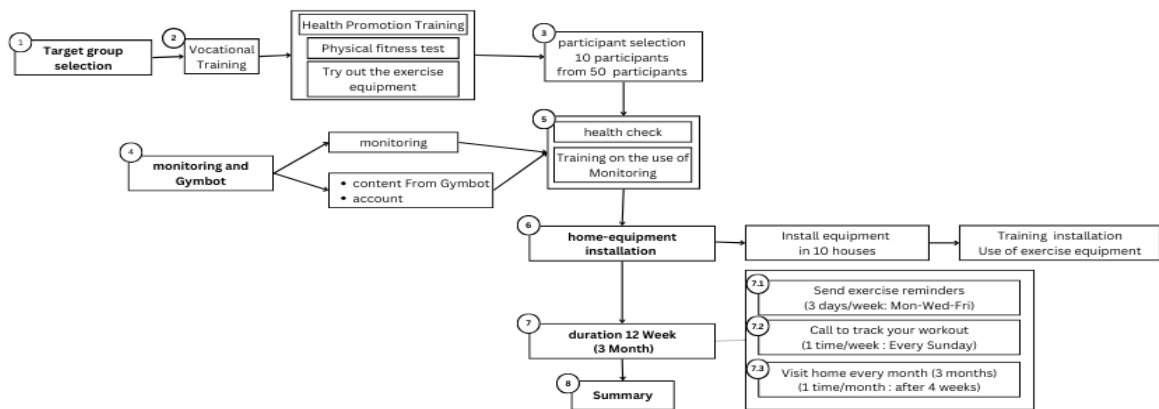 1
Target group
selection
2
Vocational
Training
Health Promotion Training
Physical fitness test
Try out the exercise
equipment
3
participant selection
10 participants
from 50 participants
4
monitoring and
Gymbot
monitoring
• content From Gymbot
• account
5
health check
Training on the use of
Monitoring
6
home-equipment
installation
Install equipment
in 10 houses
Training installation
Use of exercise equipment
7
duration 12 Week
(3 Month)
7.1
Send exercise reminders
(3 days/week: Mon-Wed-Fri)
7.2
Call to track your workout
(1 time/week : Every Sunday)
7.3
Visit home every month (3 months)
(1 time/month : after 4 weeks)
8
Summary